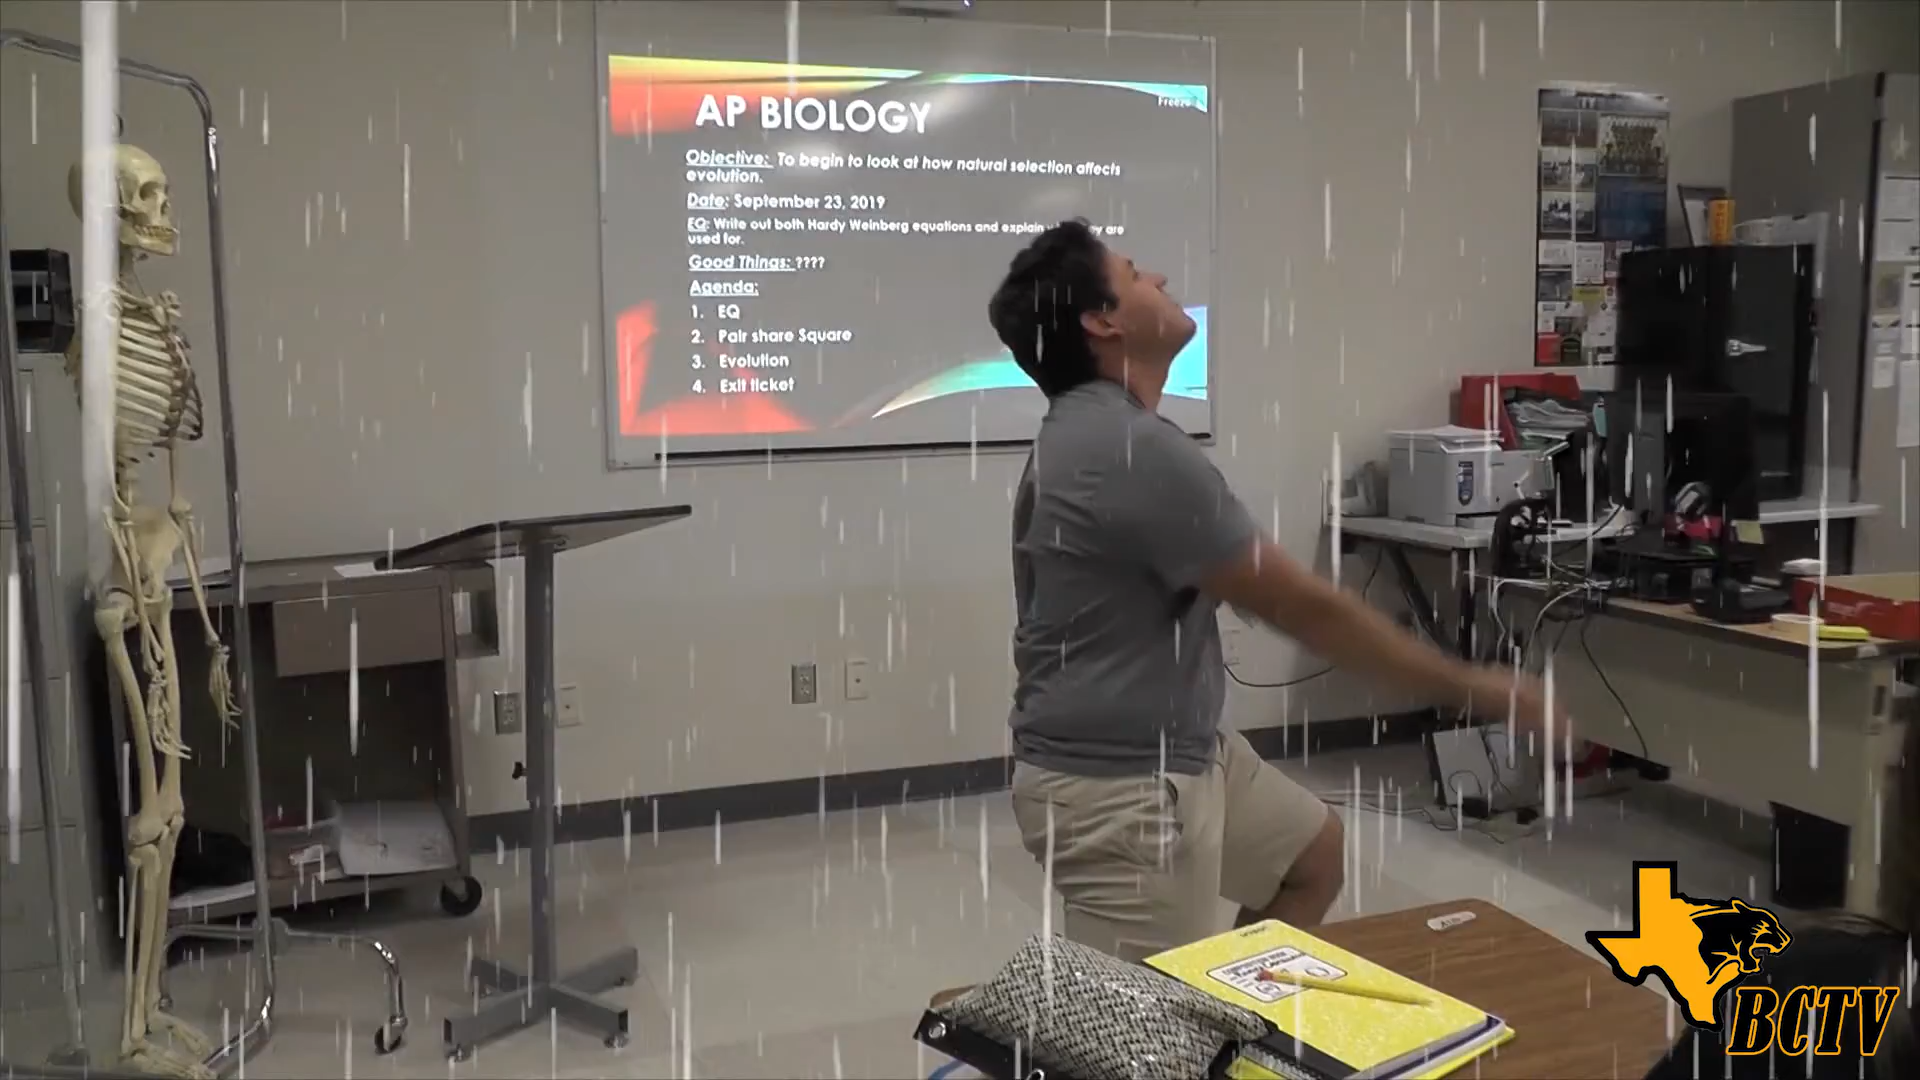 AP BIOLOGY
Freeze
Objective: To begin to look at how natural selection affects
evolution.
Date: September 23, 2019
EQ: Write out both Hardy Weinberg equations and explain are
used for.
Good Things: ????
Agenda:
1. EQ
2. Pair share Square
3. Evolution
4. Exit ticket
BCTV